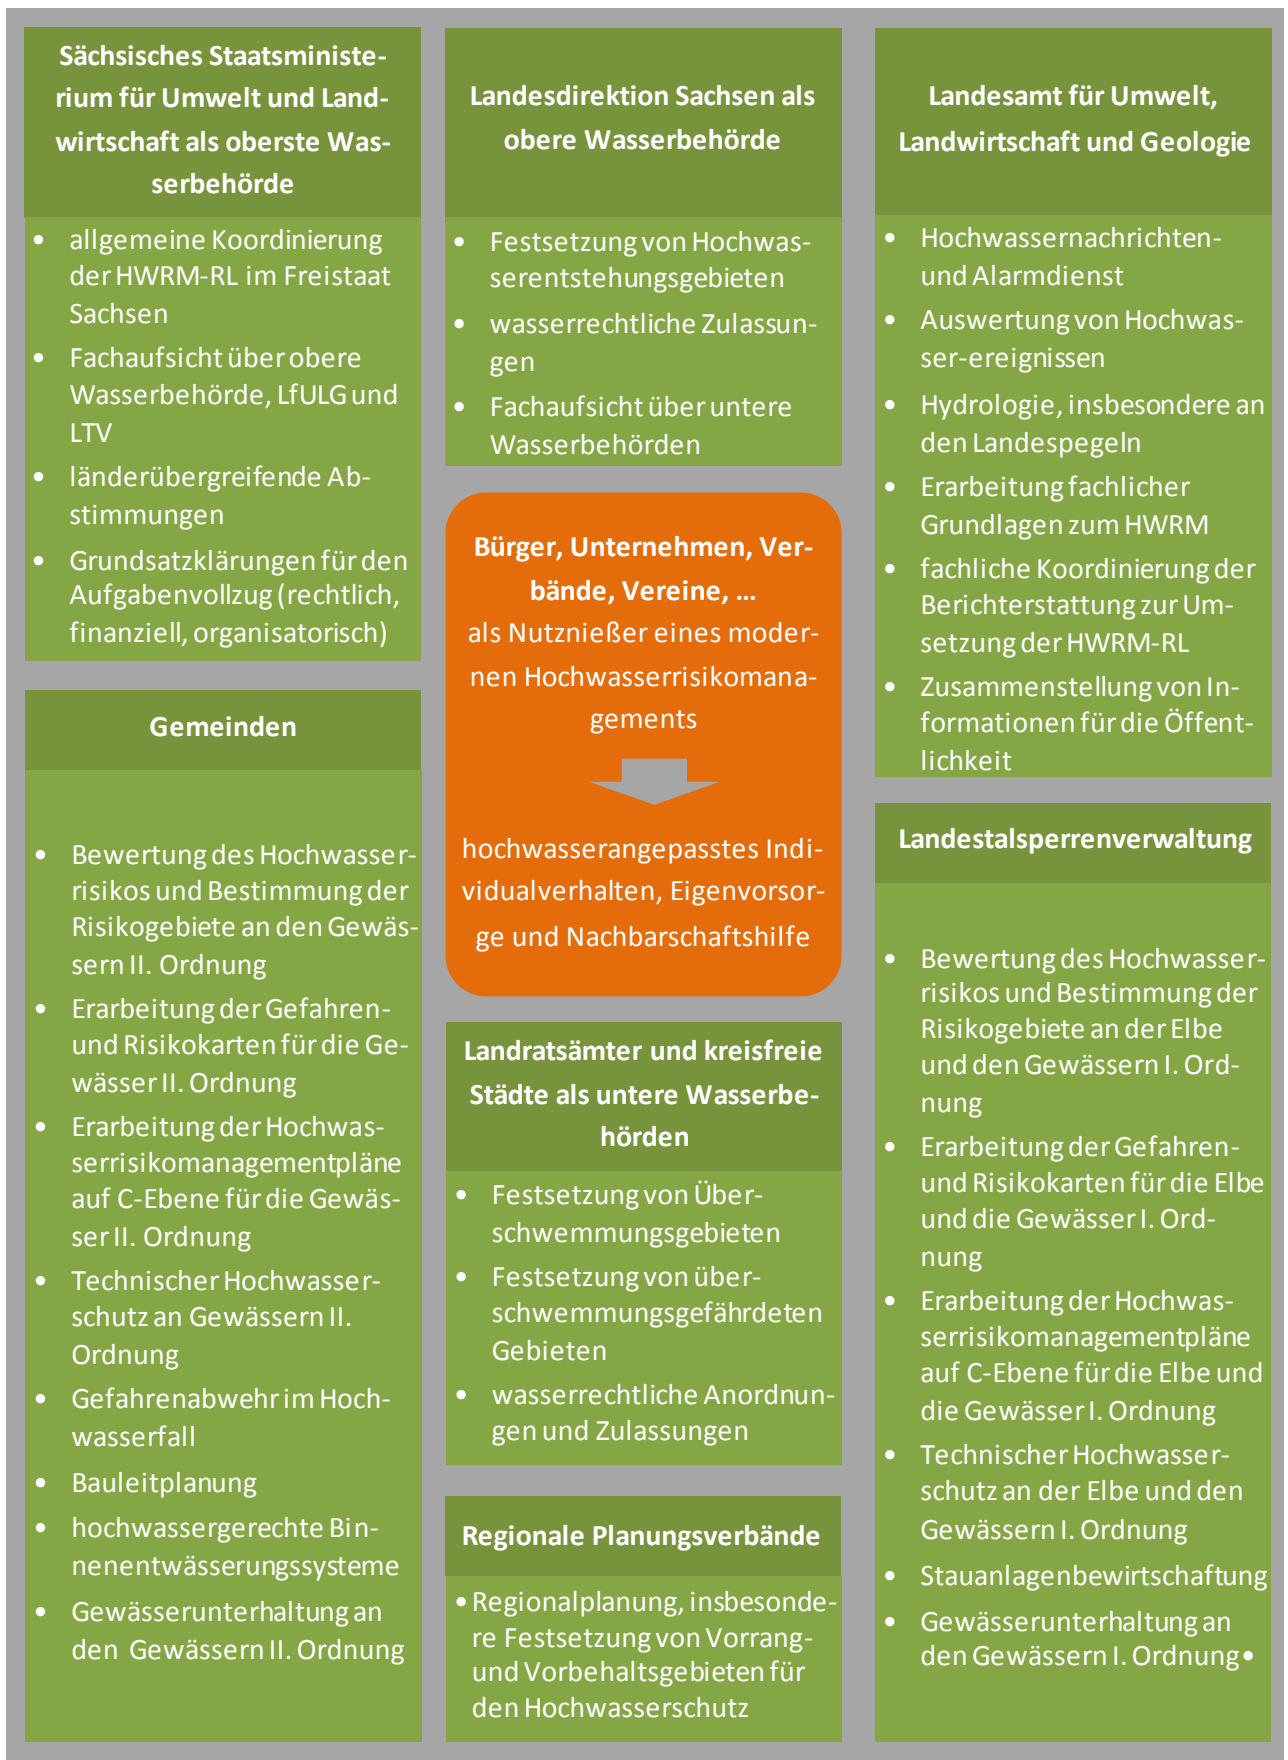 Sächsisches Staatsministe-
rium für Umwelt und Land-
wirtschaft als oberste Was-
serbehörde
• allgemeine Koordinierung
der HWRM-RL im Freistaat
Sachsen
• Fachaufsicht über obere
Wasserbehörde, LfULG und
LTV
• länderübergreifende Ab-
stimmungen
• Grundsatzklärungen für den
Aufgabenvollzug (rechtlich,
finanziell, organisatorisch)
Gemeinden
• Bewertung des Hochwasser-
risikos und Bestimmung der
Risikogebiete an den Gewäs-
sern II. Ordnung
• Erarbeitung der Gefahren-
und Risikokarten für die Ge-
wässer II. Ordnung
• Erarbeitung der Hochwas-
serrisikomanagementpläne
auf C-Ebene für die Gewäs-
ser II. Ordnung
• Technischer Hochwasser-
schutz an Gewässern II.
Ordnung
• Gefahrenabwehr im Hoch-
wasserfall
• Bauleitplanung
• hochwassergerechte Bin-
nenentwässerungssysteme
• Gewässerunterhaltung an
den Gewässern II. Ordnung
Landesdirektion Sachsen als
obere Wasserbehörde
• Festsetzung von Hochwas-
serentstehungsgebieten
• wasserrechtliche Zulassun-
gen
• Fachaufsicht über untere
Wasserbehörden
Bürger, Unternehmen, Ver-
bände, Vereine, ...
als Nutznießer eines moder-
nen Hochwasserrisikomana-
gements
hochwasserangepasstes Indi-
vidualverhalten, Eigenvorsor-
ge und Nachbarschaftshilfe
Landratsämter und kreisfreie
Städte als untere Wasserbe-
hörden
• Festsetzung von Über-
schwemmungsgebieten
• Festsetzung von über-
schwemmungsgefährdeten
Gebieten
• wasserrechtliche Anordnun-
gen und Zulassungen
Regionale Planungsverbände
• Regionalplanung, insbesonde-
re Festsetzung von Vorrang-
und Vorbehaltsgebieten für
den Hochwasserschutz
Landesamt für Umwelt,
Landwirtschaft und Geologie
• Hochwassernachrichten-
und Alarmdienst
• Auswertung von Hochwas-
ser-ereignissen
• Hydrologie, insbesondere an
den Landespegeln
• Erarbeitung fachlicher
Grundlagen zum HWRM
• fachliche Koordinierung der
Berichterstattung zur Um-
setzung der HWRM-RL
• Zusammenstellung von In-
formationen für die Öffent-
lichkeit
Landestalsperrenverwaltung
• Bewertung des Hochwasser-
risikos und Bestimmung der
Risikogebiete an der Elbe
und den Gewässern I. Ord-
nung
• Erarbeitung der Gefahren-
und Risikokarten für die Elbe
und die Gewässer I. Ord-
nung
• Erarbeitung der Hochwas-
serrisikomanagementpläne
auf C-Ebene für die Elbe und
die Gewässer I. Ordnung
• Technischer Hochwasser-
schutz an der Elbe und den
Gewässern I. Ordnung
• Stauanlagenbewirtschaftung
• Gewässerunterhaltung an
den Gewässern I. Ordnung•